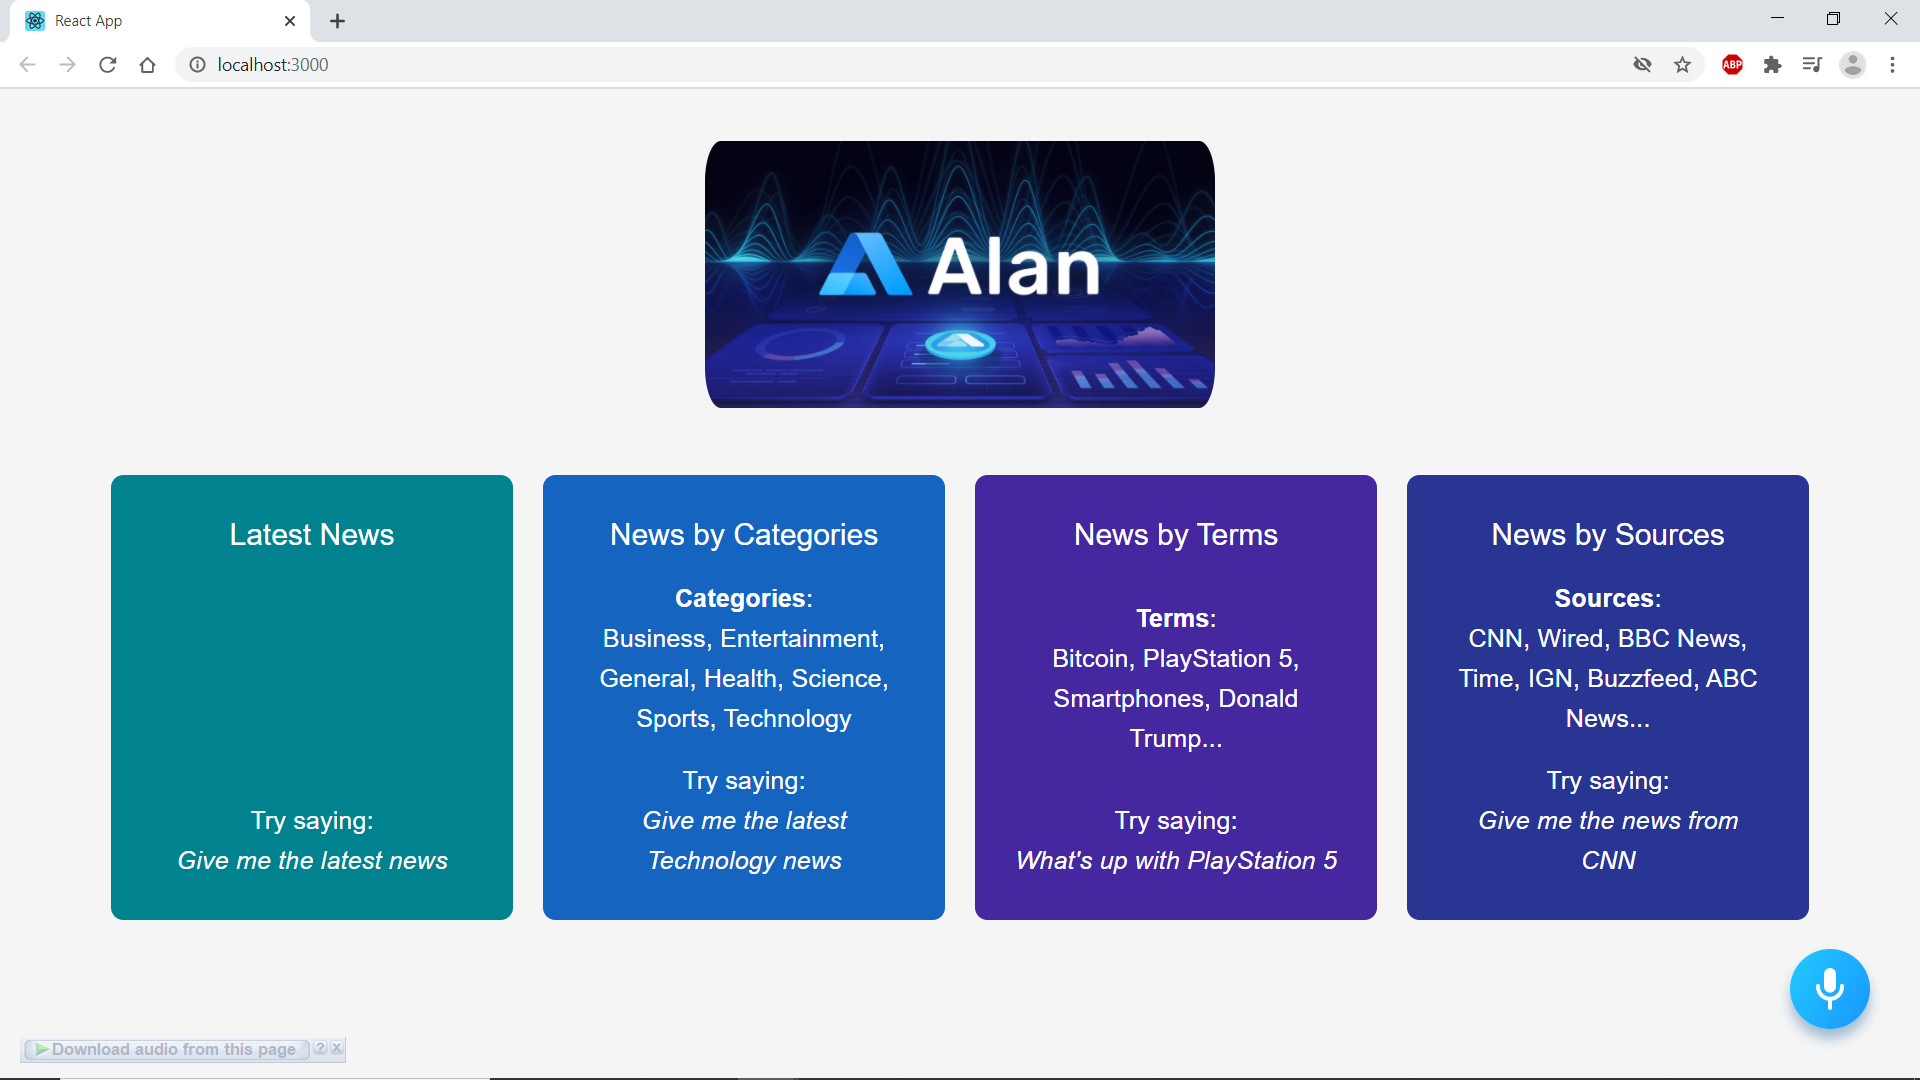 React App
localhost:3000
ABP
Alan
Latest News
Try saying:
Give me the latest news
News by Categories
Categories:
Business, Entertainment,
General, Health, Science,
Sports, Technology
Try saying:
Give me the latest
Technology news
News by Terms
Terms:
Bitcoin, PlayStation 5,
Smartphones, Donald
Trump...
Try saying:
What's up with PlayStation 5
News by Sources
Sources:
CNN, Wired, BBC News,
Time, IGN, Buzzfeed, ABC
News...
Try saying:
Give me the news from
CNN
Download audio from this page ? x